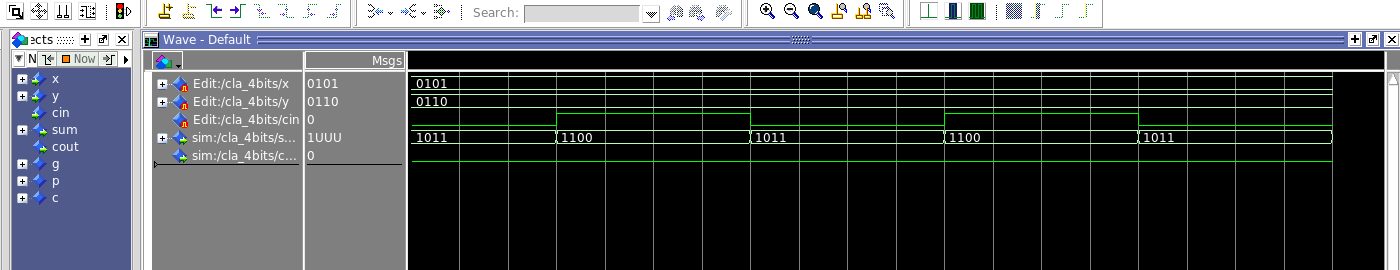 Search:
ects
Wave - Default
N Now
Msgs
x
y
cin
sum
cout
g
p
c
Edit:/cla_4bits/x 0101 0101
Edit:/cla_4bits/y 0110 0110
Edit:/cla_4bits/cin 0
sim:/cla_4bits/s... 1UUU 1011 1100 1011 1100 1011
sim:/cla_4bits/c... 0